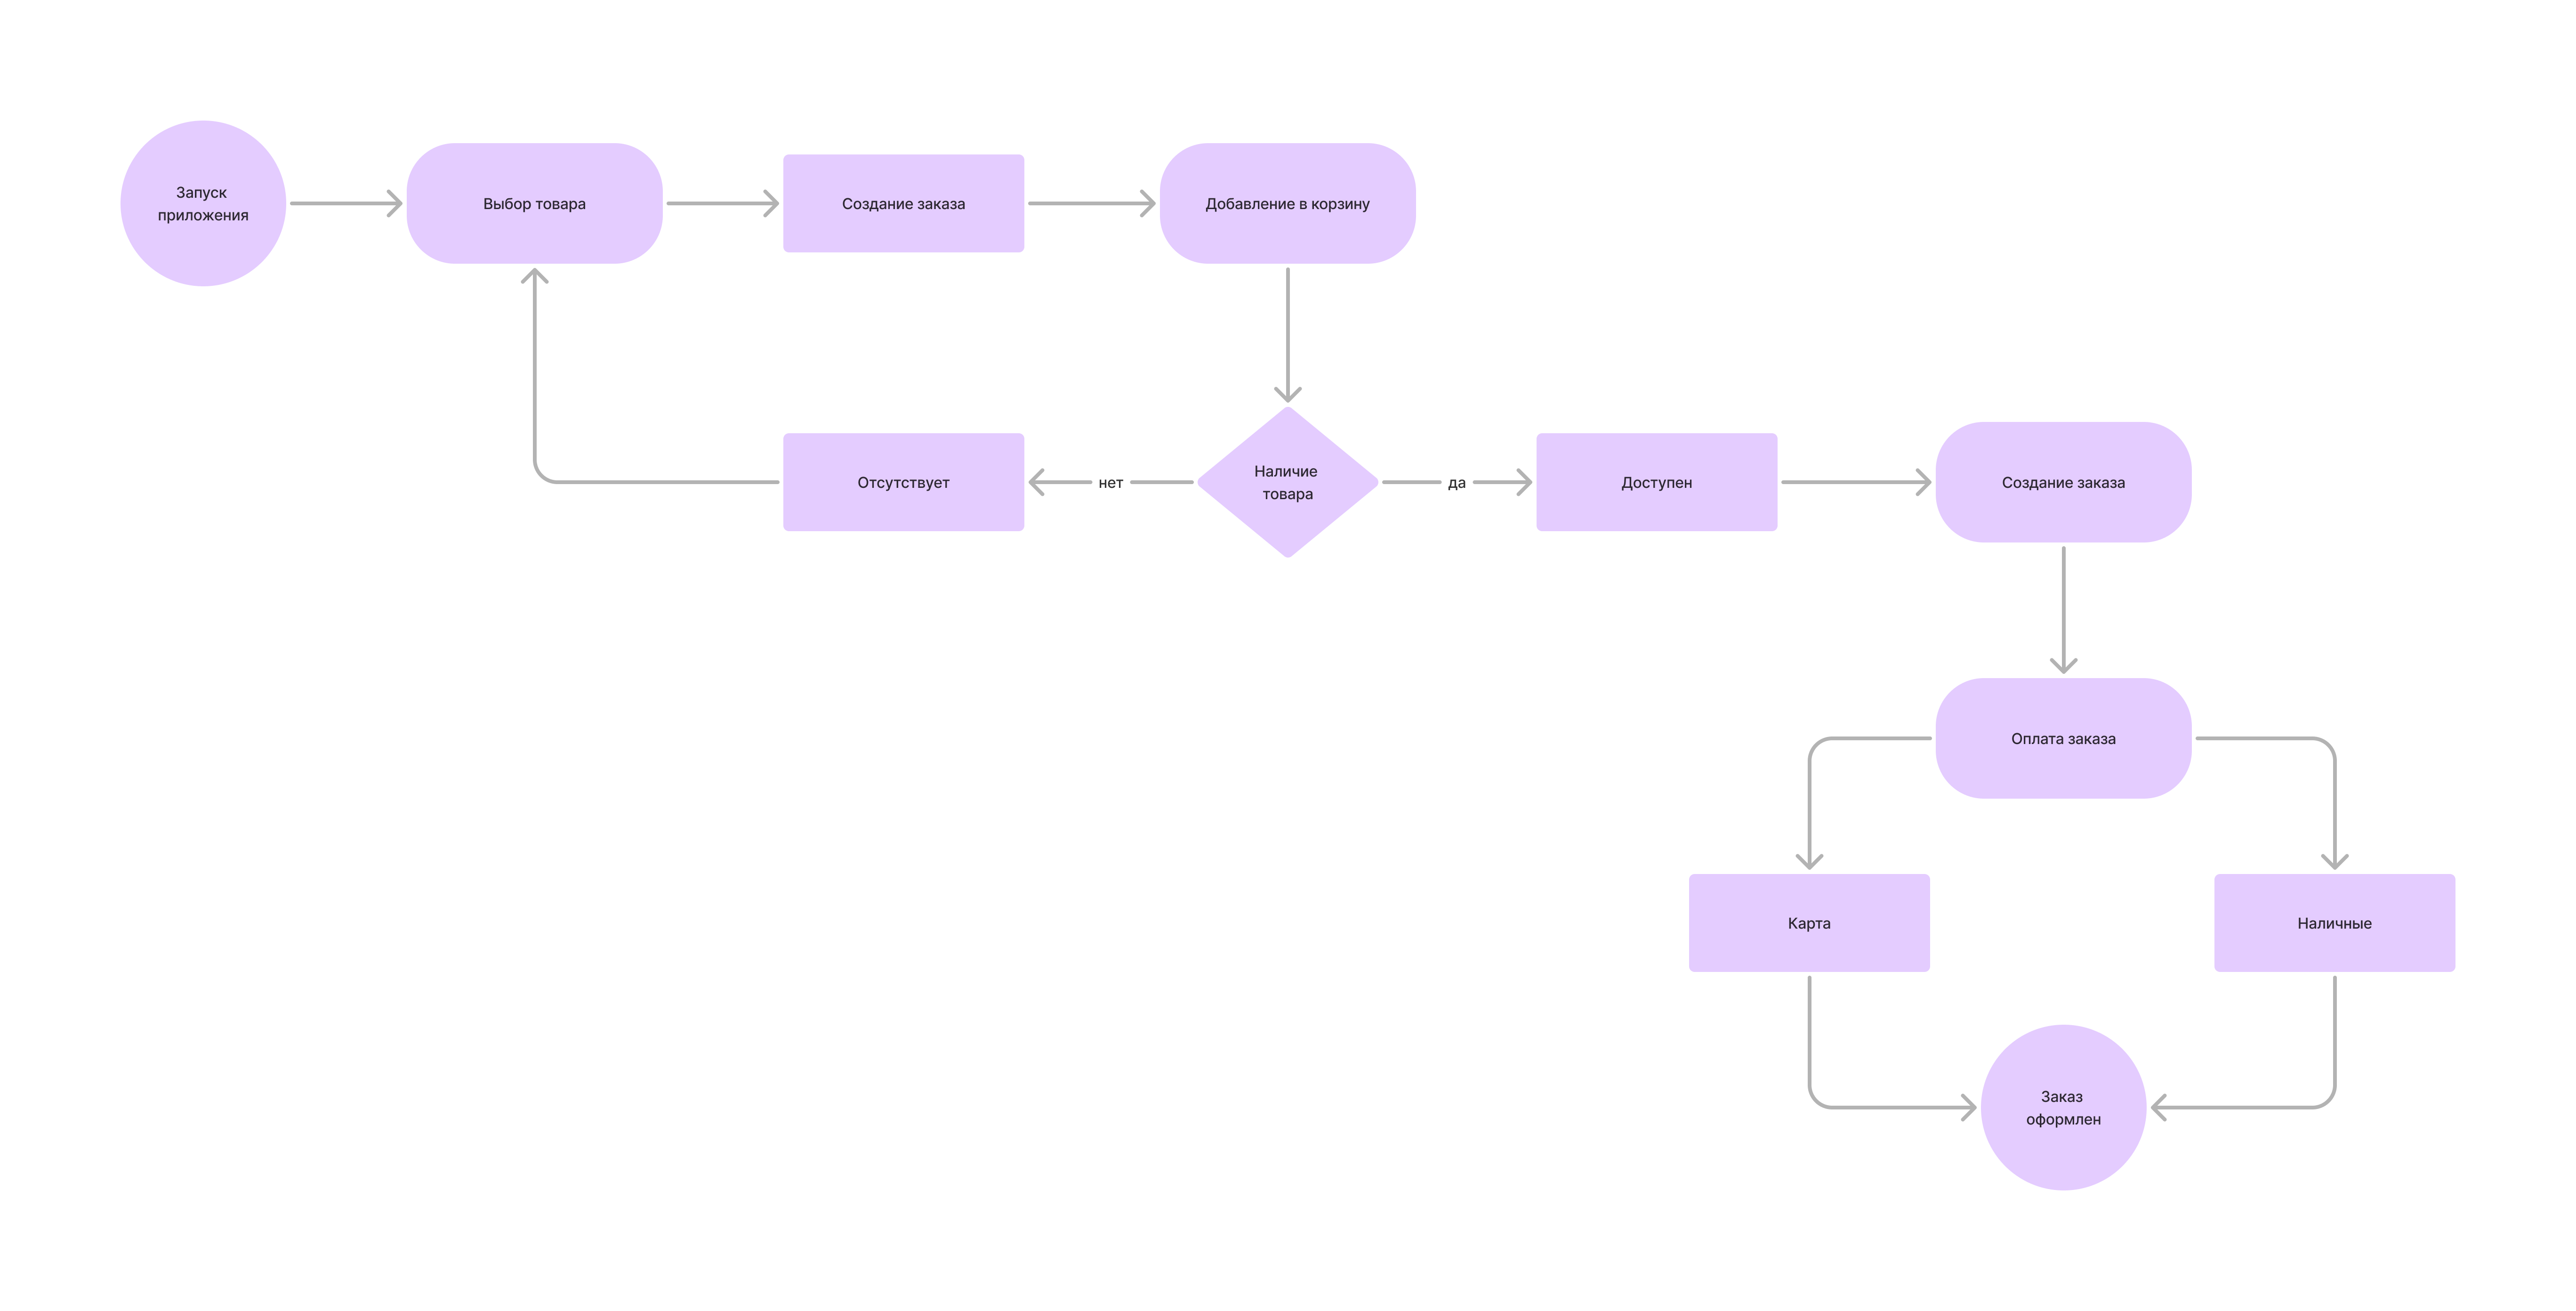 Запуск
приложения
Выбор товара
Создание заказа
Добавление в корзину
Отсутствует
нет
Наличие
товара
да
Доступен
Создание заказа
Оплата заказа
Карта
Наличные
Заказ
оформлен